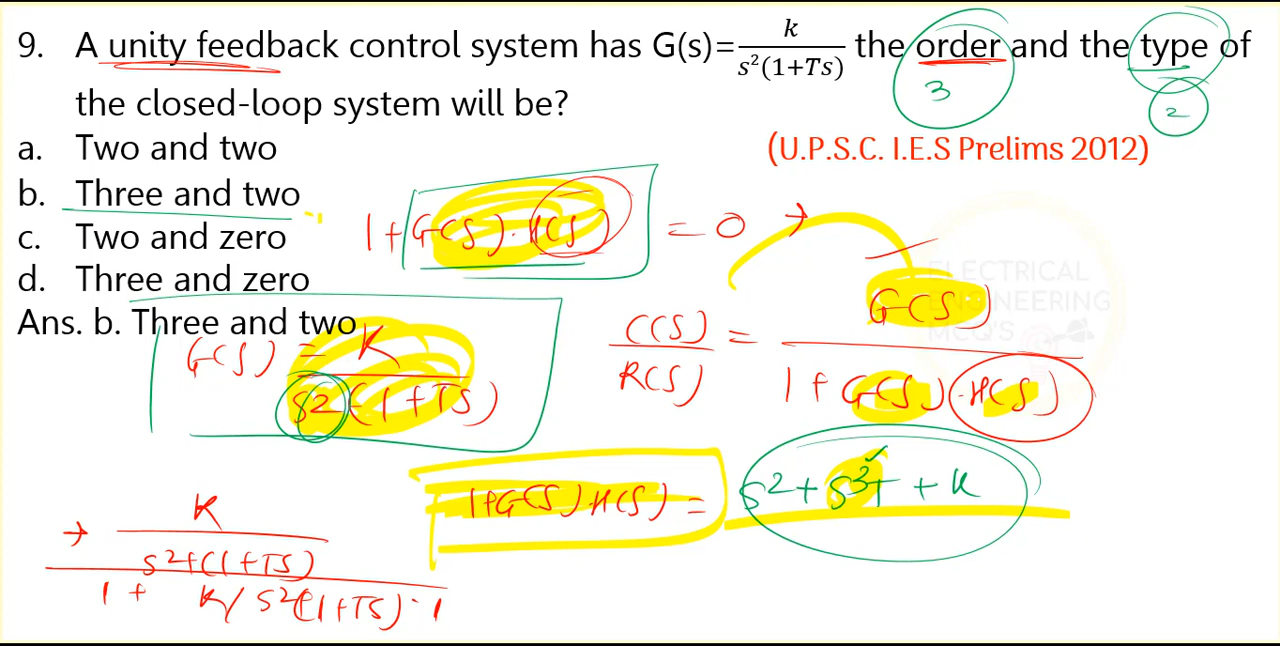 9. A unity feedback control system has G(s)=k/s²(1+Ts) the order and the type of
3
2
the closed-loop system will be?
a. Two and two
(U.P.S.C. I.E.S Prelims 2012)
b. Three and two
1+G(S).H(S) = 0 →
c. Two and zero
d. Three and zero
ELECTRICAL
ENGINEERING
MCQ'S
Ans. b. Three and two
G(S) = K/S2(1+TS)
C(S)/R(S) = G(S)/1+G(S).H(S)
1+G(S)H(S) = S2+S3T+K
→ K
S2+(1+TS)
1 + K/S2(1+TS).1